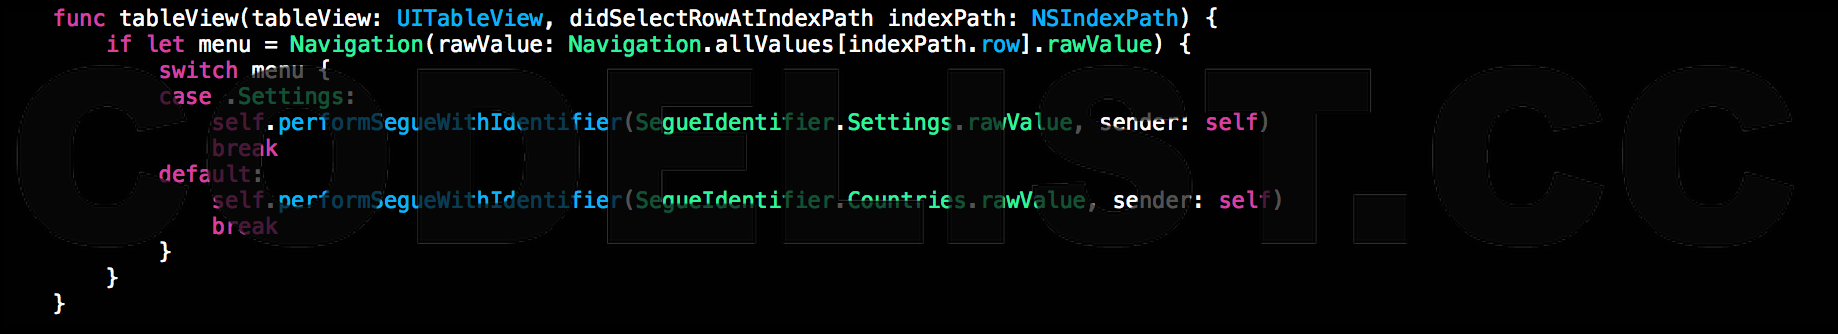 func tableView(tableView: UITableView, didSelectRowAtIndexPath indexPath: NSIndexPath) {
if let menu = Navigation(rawValue: Navigation.allValues[indexPath.row].rawValue) {
switch menu {
case .Settings:
self.performSegueWithIdentifier(SegueIdentifier.Settings.rawValue, sender: self)
break
default:
self.performSegueWithIdentifier(SegueIdentifier.Countries.rawValue, sender: self)
break
}
}
}
CODELIST.CC